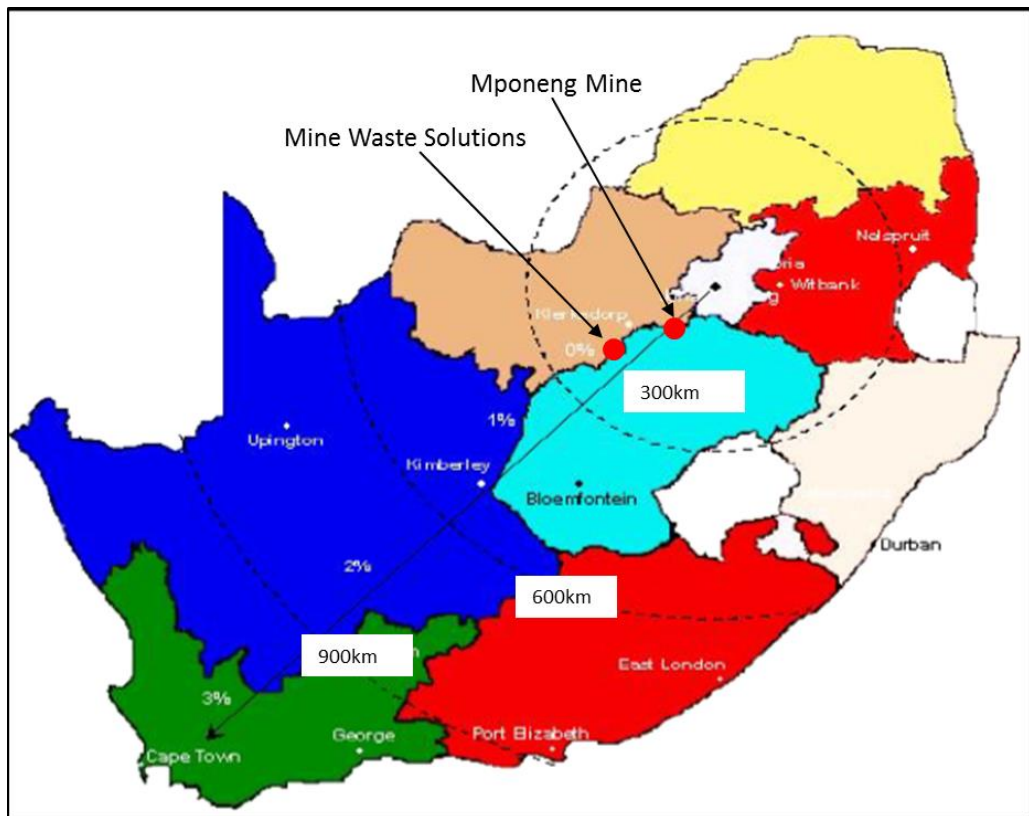 Mponeng Mine
Mine Waste Solutions
Nelspruit
Witbank
Klerksdorp
0%
300km
1%
Upington
Kimberley
Bloemfontein
Durban
2%
600km
900km
East London
3%
George
Port Elizabeth
Cape Town